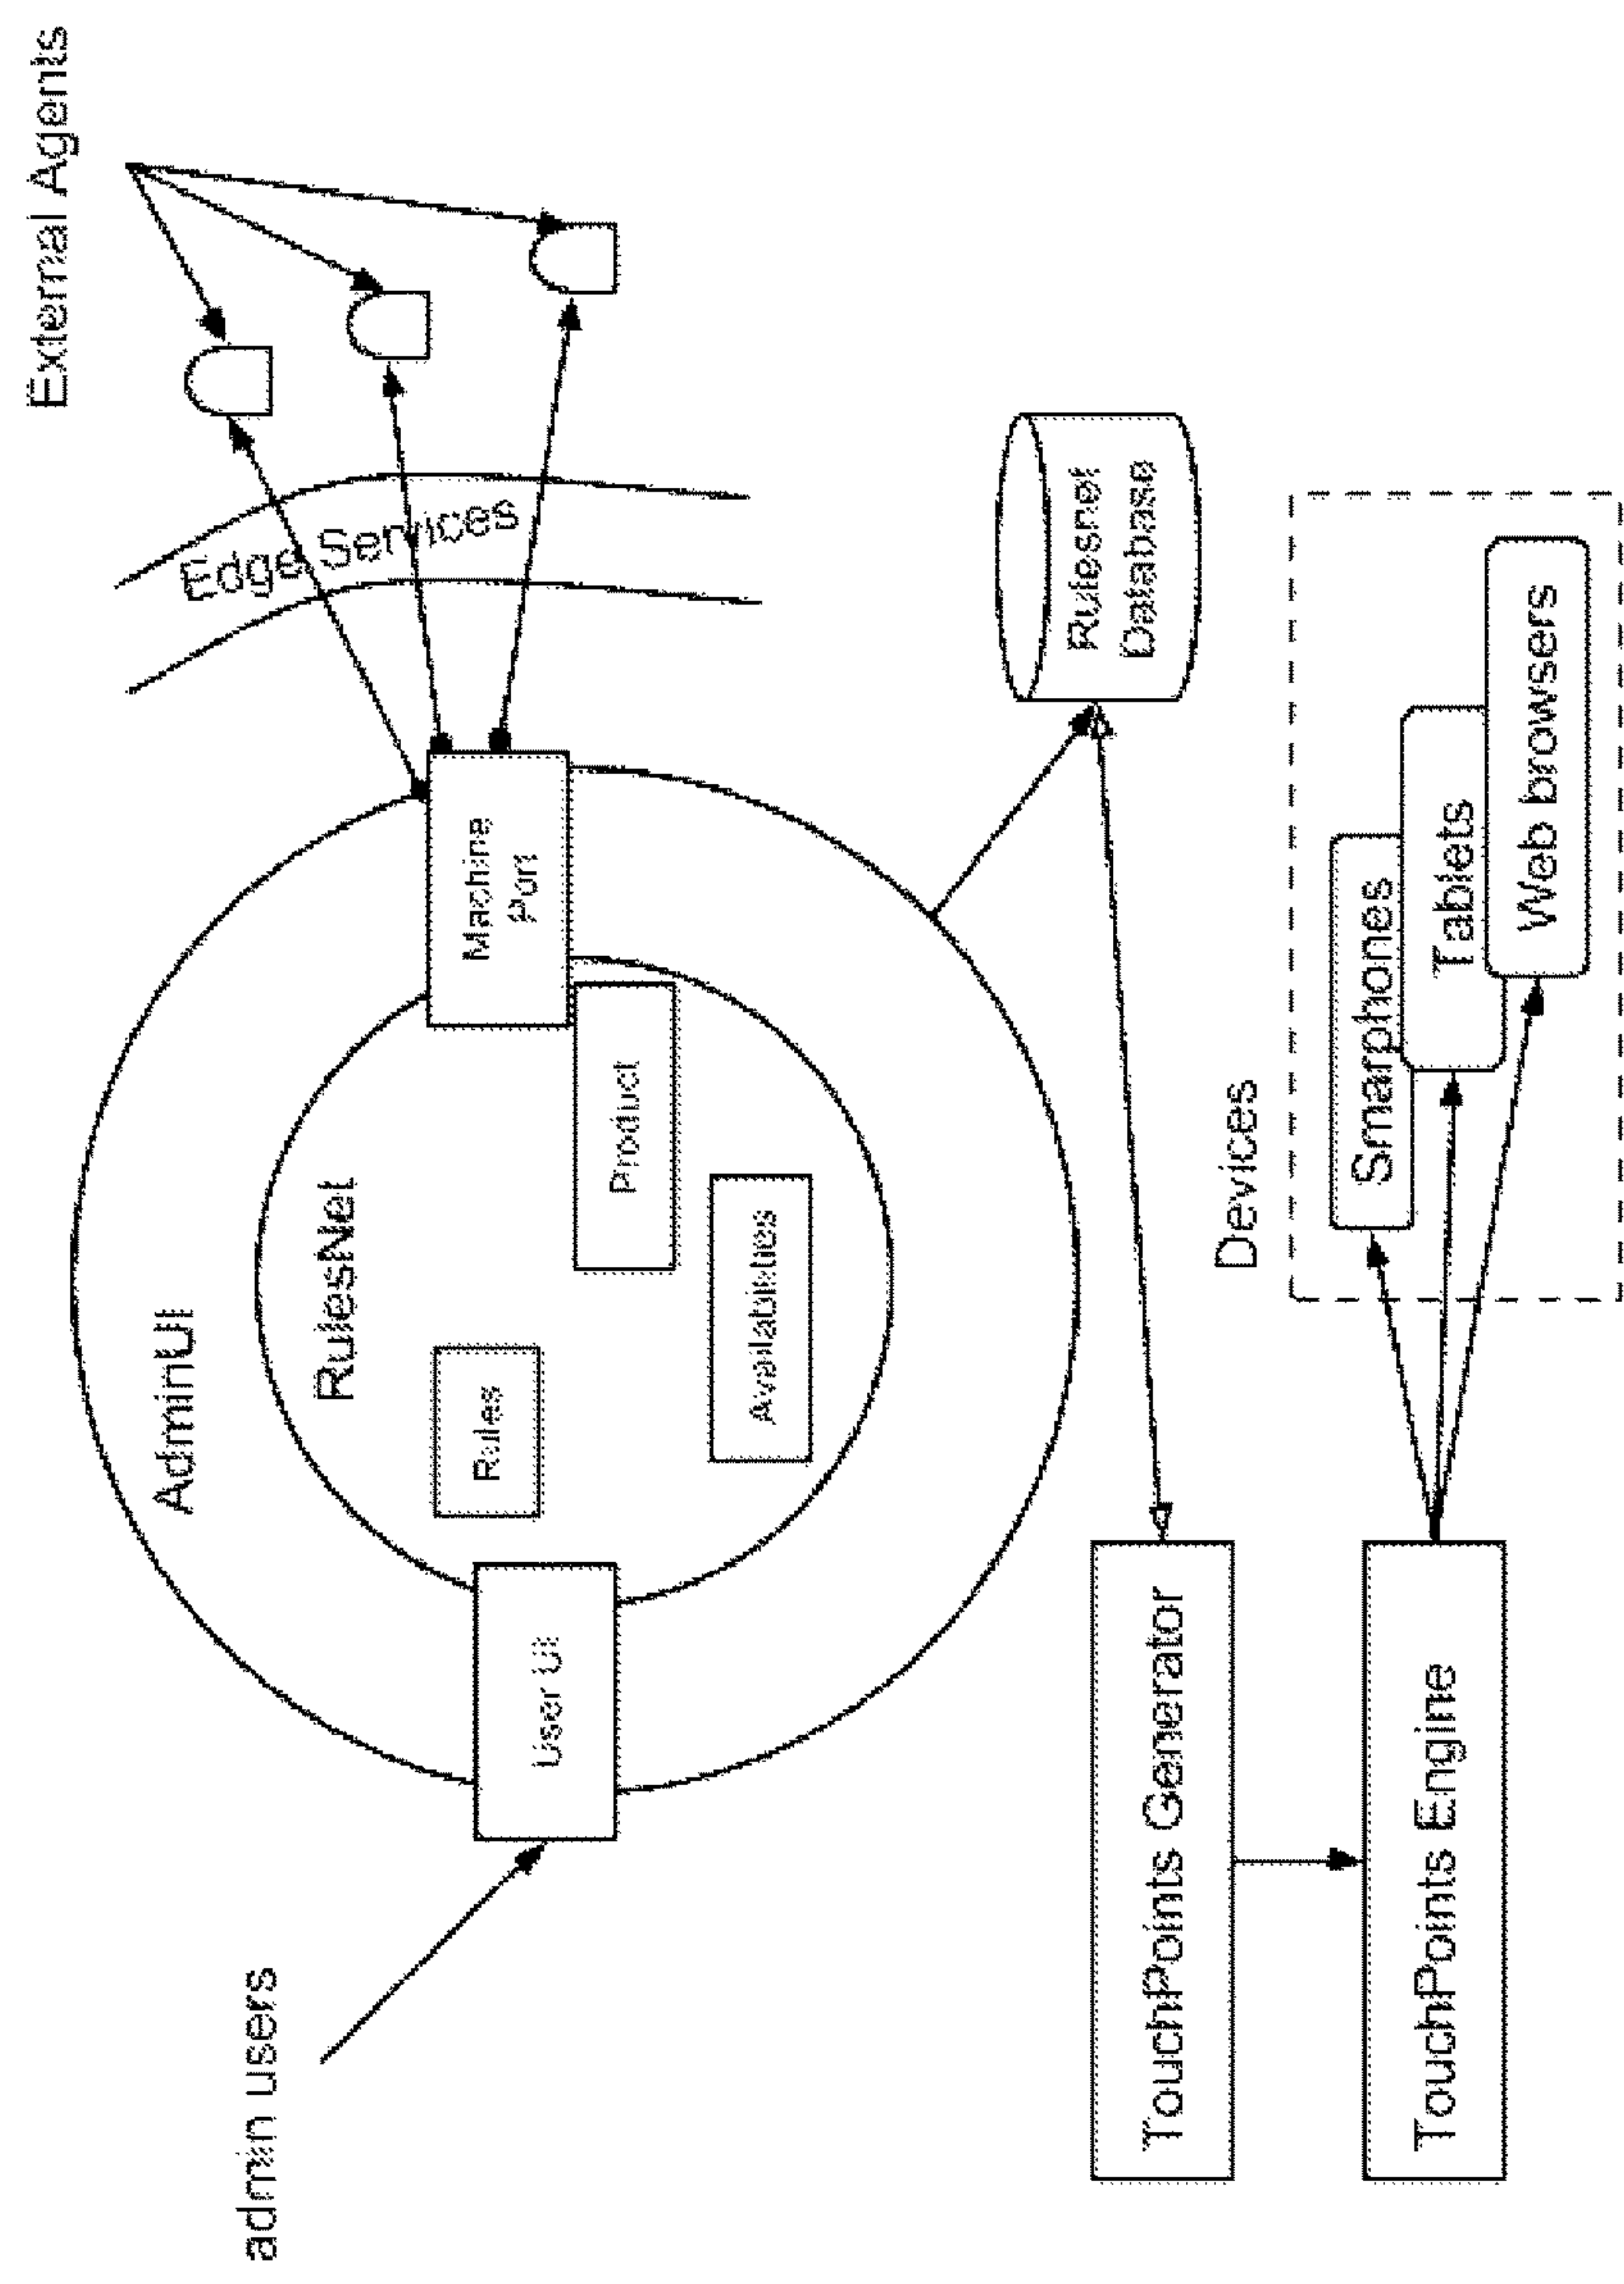 External Agents
Edge Services
AdminUI
RulesNet
Machine
Port
Product
Rules
Availabilities
User UI
admin users
Rulesnet
Database
Devices
Smarphones
Tablets
Web browsers
TouchPoints Generator
TouchPoints Engine